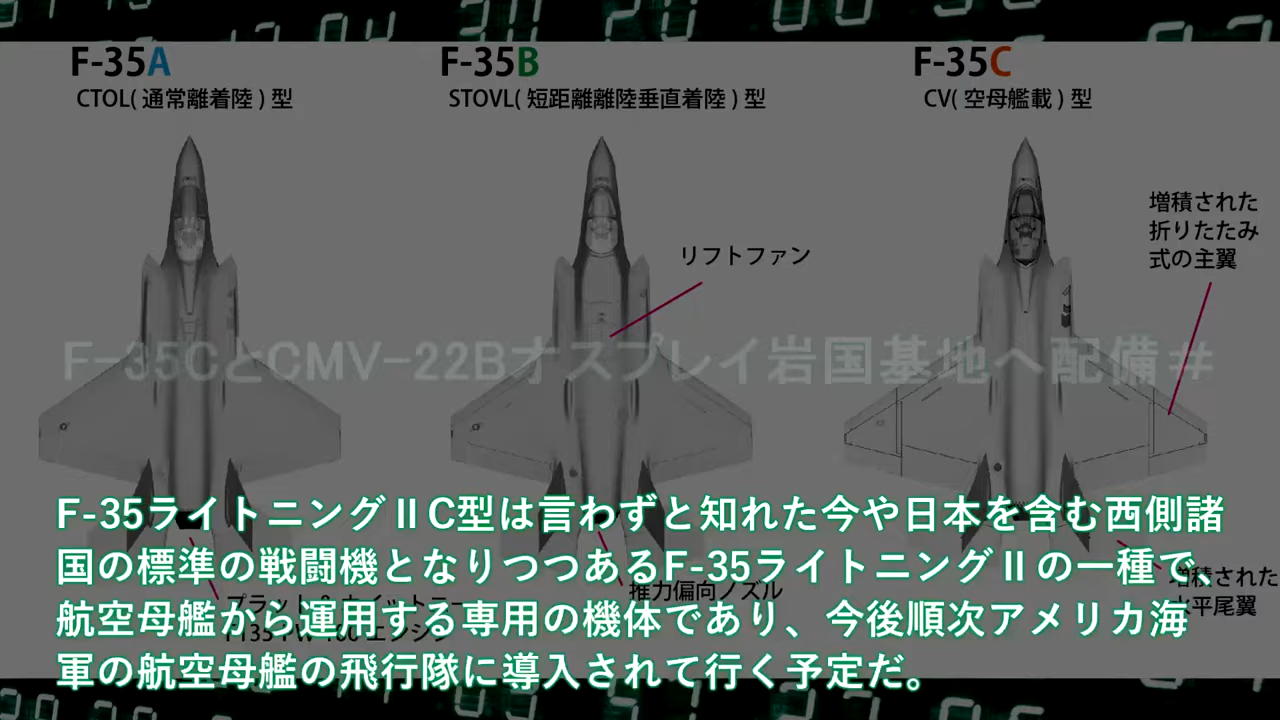 F-35A
CTOL(通常離着陸)型
F-35B
STOVL(短距離離陸垂直着陸)型
F-35C
CV(空母艦載)型
増積された
折りたたみ
式の主翼
リフトファン
F-35CとCMV-22Bオスプレイ岩国基地へ配備#
F-35ライトニングⅡC型は言わずと知れた今や日本を含む西側諸
国の標準の戦闘機となりつつあるF-35ライトニングⅡの一種で、
航空母艦から運用する専用の機体であり、今後順次アメリカ海
軍の航空母艦の飛行隊に導入されて行く予定だ。
推力偏向ノズル
増積された
水平尾翼